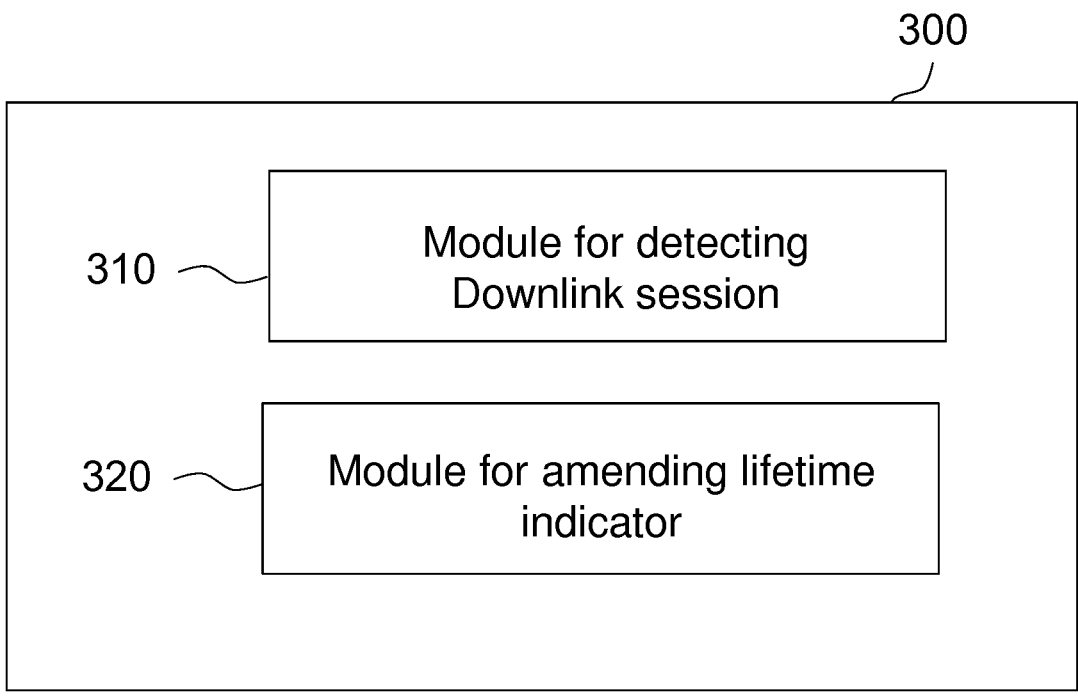 300
310
Module for detecting
Downlink session
320
Module for amending lifetime
indicator